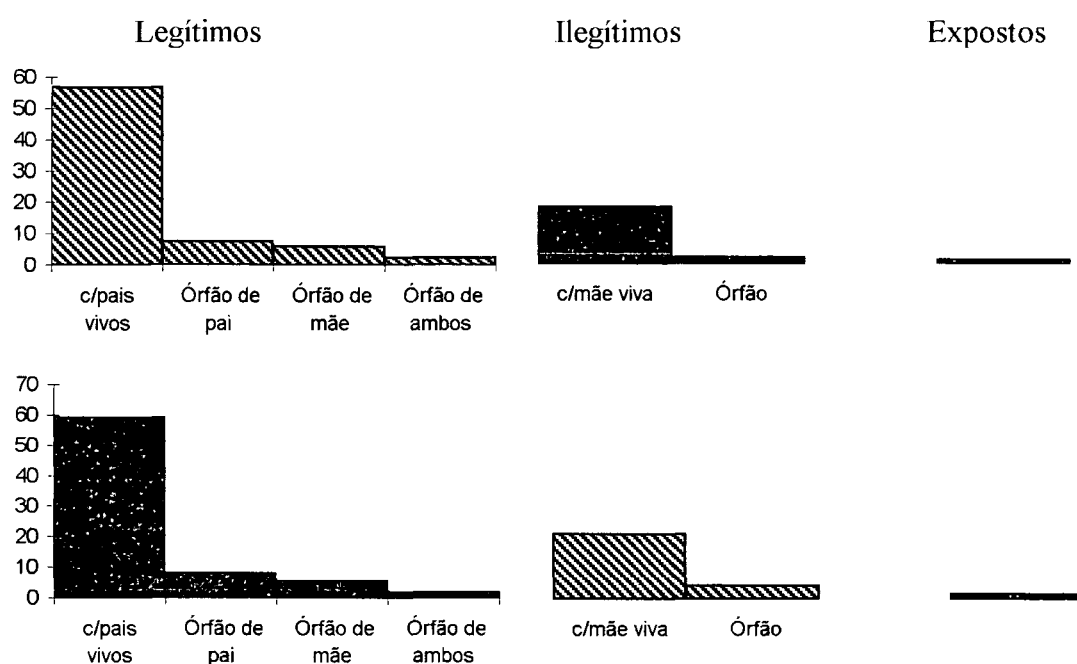 Legítimos Ilegítimos Expostos
60
50
40
30
20
10
0
c/pais vivos
Órfão de pai
Órfão de mãe
Órfão de ambos
c/mãe viva
Órfão
70
60
50
40
30
20
10
0
c/pais vivos
Órfão de pai
Órfão de mãe
Órfão de ambos
c/mãe viva
Órfão